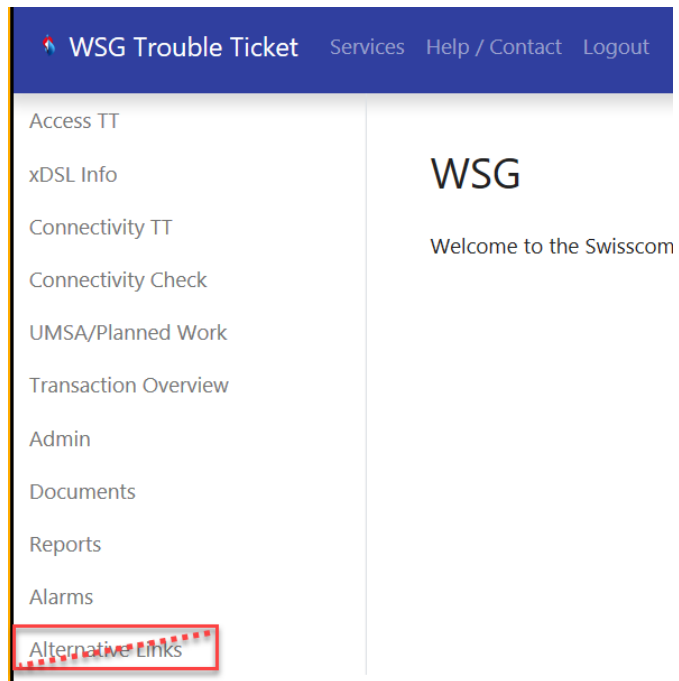 WSG Trouble Ticket Services Help / Contact Logout
Access TT
xDSL Info
Connectivity TT
Connectivity Check
UMSA/Planned Work
Transaction Overview
Admin
Documents
Reports
Alarms
Alternative Links
WSG
Welcome to the Swisscom